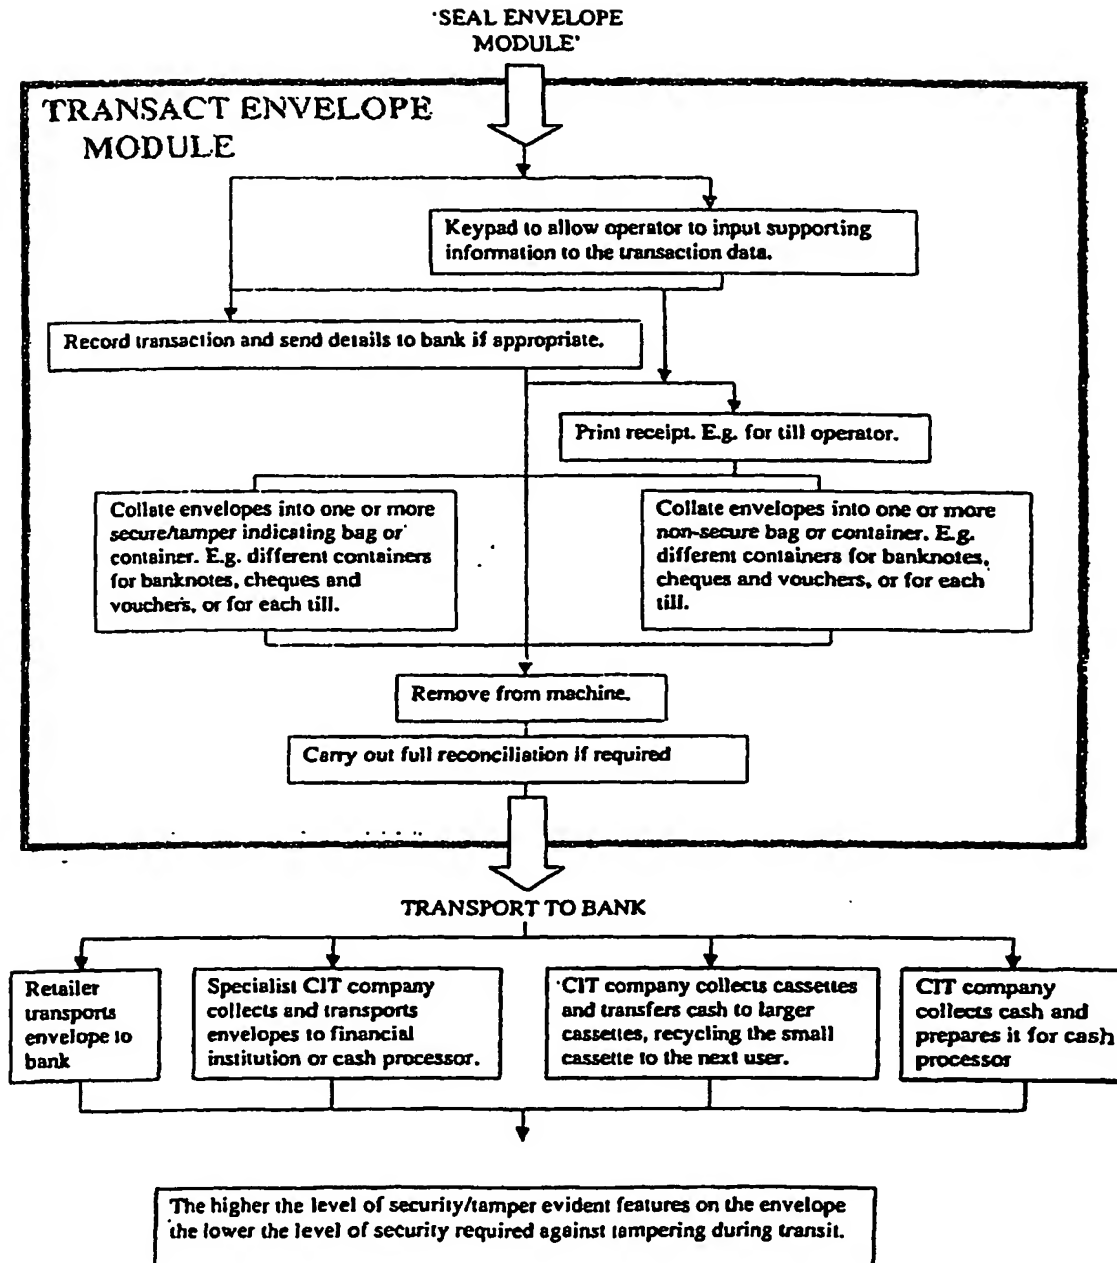 'SEAL ENVELOPE
MODULE'
TRANSACT ENVELOPE
MODULE
Keypad to allow operator to input supporting
information to the transaction data.
Record transaction and send details to bank if appropriate.
Print receipt. E.g. for till operator.
Collate envelopes into one or more
secure/tamper indicating bag or
container. E.g. different containers
for banknotes, cheques and
vouchers, or for each till.
Collate envelopes into one or more
non-secure bag or container. E.g.
different containers for banknotes,
cheques and vouchers, or for each
till.
Remove from machine.
Carry out full reconciliation if required
TRANSPORT TO BANK
Retailer
transports
envelope to
bank
Specialist CIT company
collects and transports
envelopes to financial
institution or cash processor.
CIT company collects cassettes
and transfers cash to larger
cassettes, recycling the small
cassette to the next user.
CIT company
collects cash and
prepares it for cash
processor
The higher the level of security/tamper evident features on the envelope
the lower the level of security required against tampering during transit.